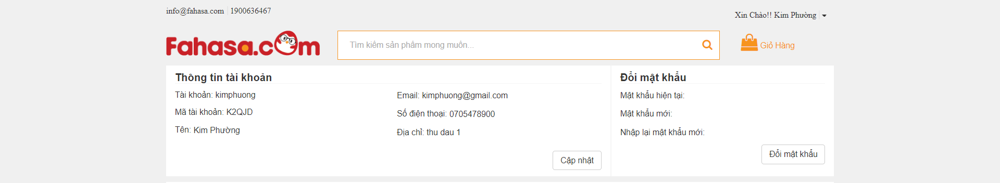 info@fahasa.com 1900636467
Xin Chào!! Kim Phường
Fahasa.com
Tìm kiếm sản phẩm mong muốn...
Giỏ Hàng
Thông tin tài khoản
Tài khoản: kimphuong
Mã tài khoản: K2QJD
Tên: Kim Phường
Email: kimphuong@gmail.com
Số điện thoại: 0705478900
Địa chỉ: thu dau 1
Cập nhật
Đổi mật khẩu
Mật khẩu hiện tại:
Mật khẩu mới:
Nhập lại mật khẩu mới:
Đổi mật khẩu